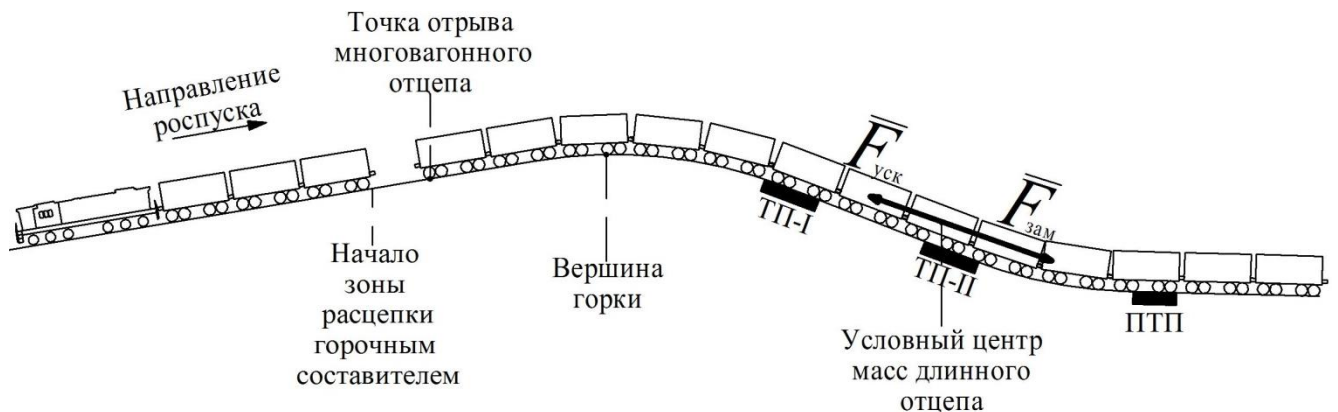 Точка отрыва
многовагонного
отцепа
Направление
роспуска
F
уск
F
зам
ТП-I
ТП-II
ПТП
Начало
зоны
расцепки
горочным
составителем
Вершина
горки
Условный центр
масс длинного
отцепа